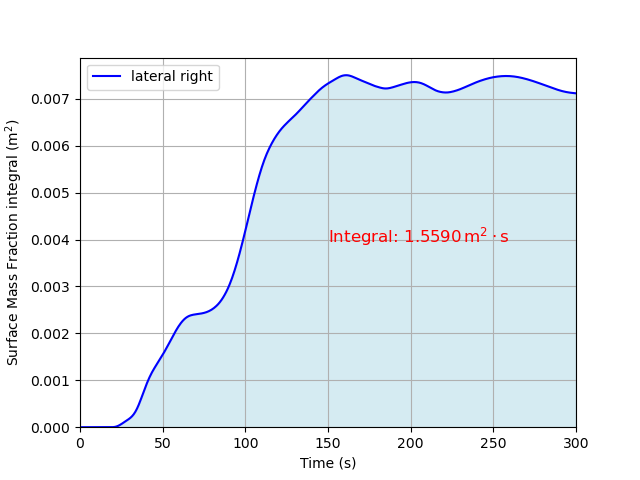 lateral right
Surface Mass Fraction integral (m²)
0.007
0.006
0.005
0.004
0.003
0.002
0.001
0.000
Integral: 1.5590 m² · s
0 50 100 150 200 250 300
Time (s)